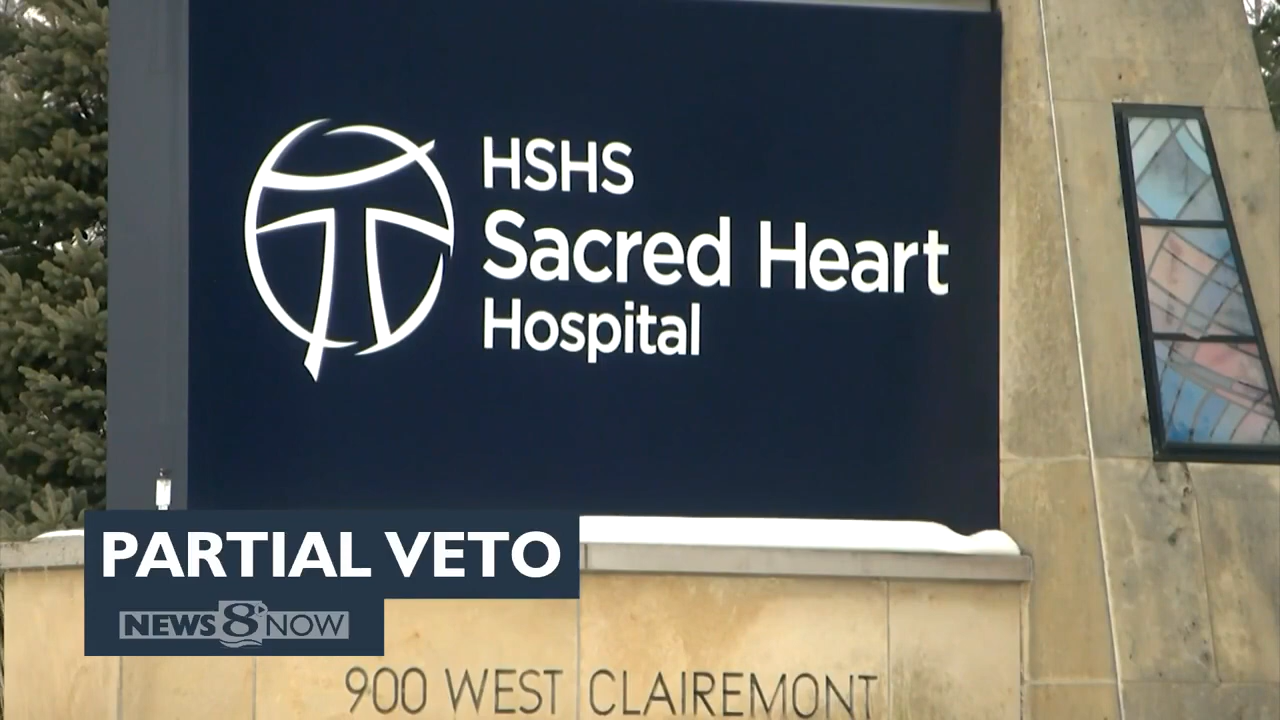 HSHS
Sacred Heart
Hospital
PARTIAL VETO
NEWS 8 NOW
900 WEST CLAIREMONT